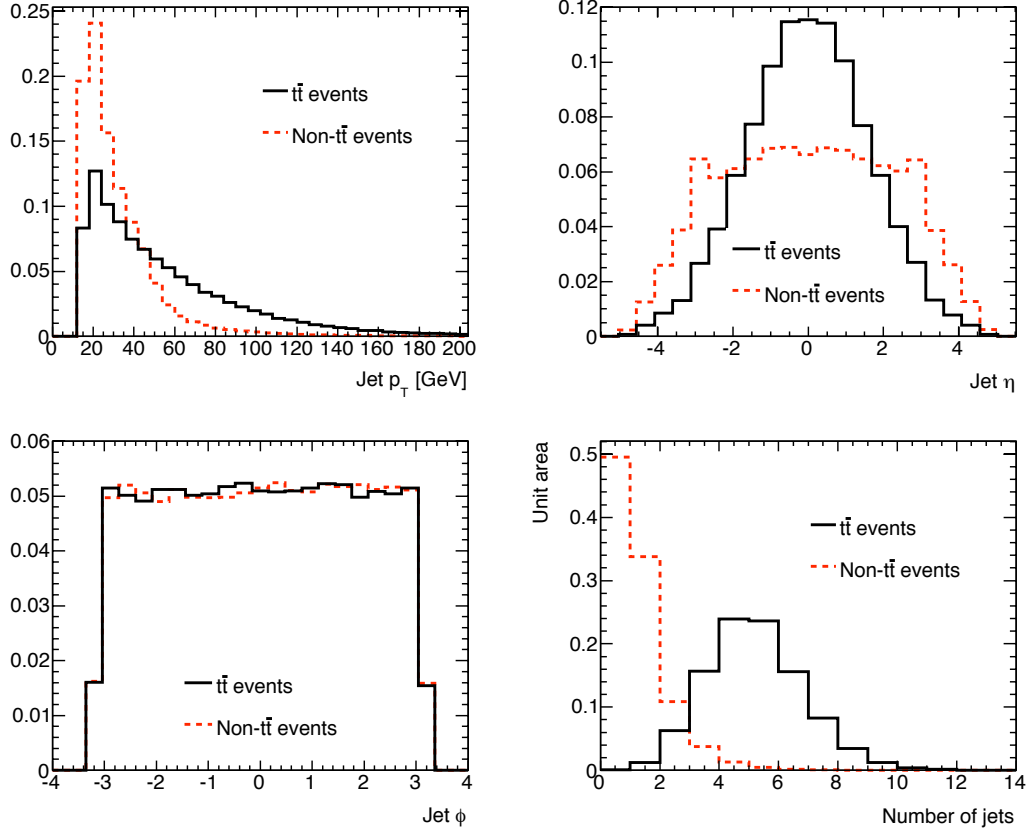 0.25
0.2
0.15
0.1
0.05
0
tt̄ events
Non-tt̄ events
0 20 40 60 80 100 120 140 160 180 200
Jet p_T [GeV]
0.12
0.1
0.08
0.06
0.04
0.02
0
tt̄ events
Non-tt̄ events
-4 -2 0 2 4
Jet η
0.06
0.05
0.04
0.03
0.02
0.01
0
tt̄ events
Non-tt̄ events
-4 -3 -2 -1 0 1 2 3 4
Jet ϕ
Unit area
0.5
0.4
0.3
0.2
0.1
0
tt̄ events
Non-tt̄ events
0 2 4 6 8 10 12 14
Number of jets